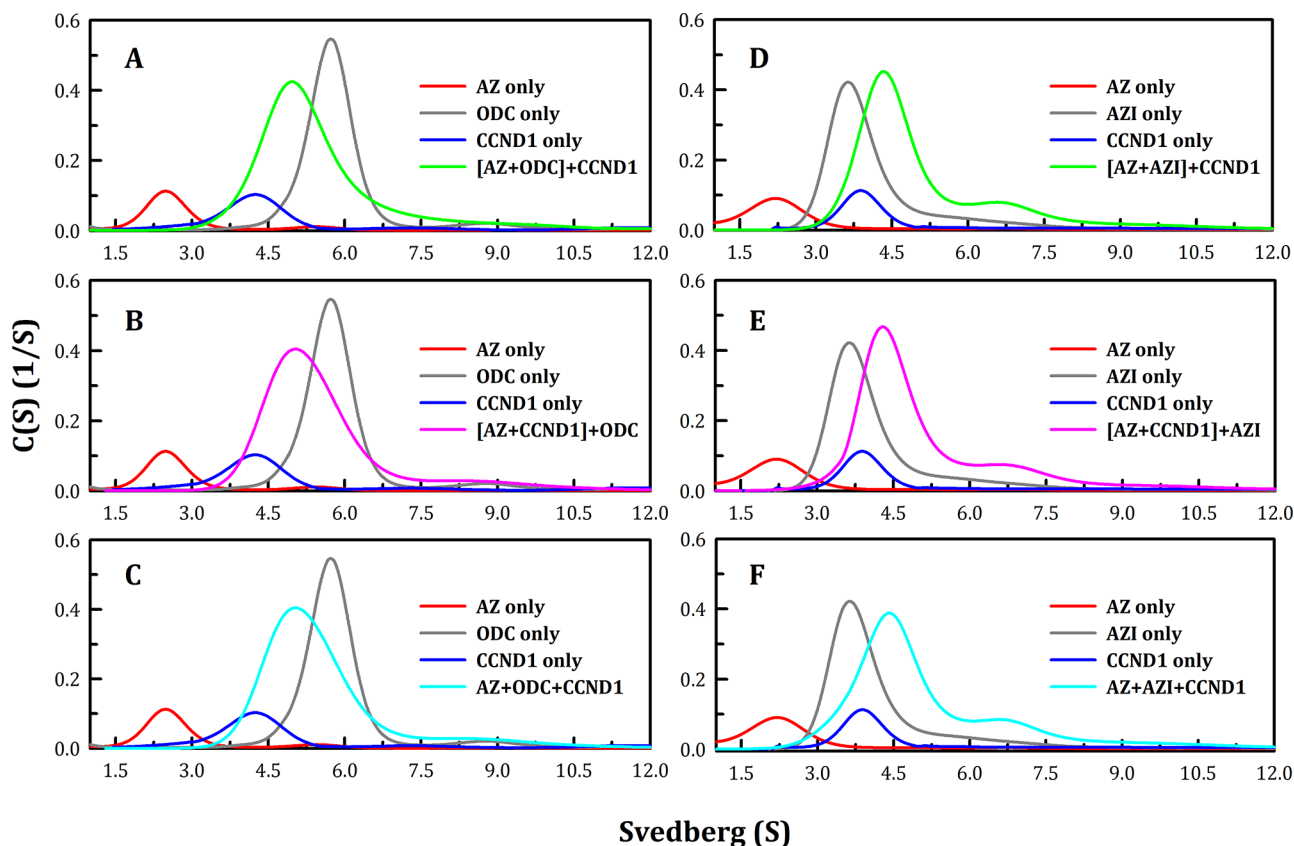 C(S) (1/S)
0.6
0.4
0.2
0.0
A
AZ only
ODC only
CCND1 only
[AZ+ODC]+CCND1
1.5 3.0 4.5 6.0 7.5 9.0 10.5 12.0
0.6
0.4
0.2
0.0
D
AZ only
AZI only
CCND1 only
[AZ+AZI]+CCND1
1.5 3.0 4.5 6.0 7.5 9.0 10.5 12.0
0.6
0.4
0.2
0.0
B
AZ only
ODC only
CCND1 only
[AZ+CCND1]+ODC
1.5 3.0 4.5 6.0 7.5 9.0 10.5 12.0
0.6
0.4
0.2
0.0
E
AZ only
AZI only
CCND1 only
[AZ+CCND1]+AZI
1.5 3.0 4.5 6.0 7.5 9.0 10.5 12.0
0.6
0.4
0.2
0.0
C
AZ only
ODC only
CCND1 only
AZ+ODC+CCND1
1.5 3.0 4.5 6.0 7.5 9.0 10.5 12.0
0.6
0.4
0.2
0.0
F
AZ only
AZI only
CCND1 only
AZ+AZI+CCND1
1.5 3.0 4.5 6.0 7.5 9.0 10.5 12.0
Svedberg (S)